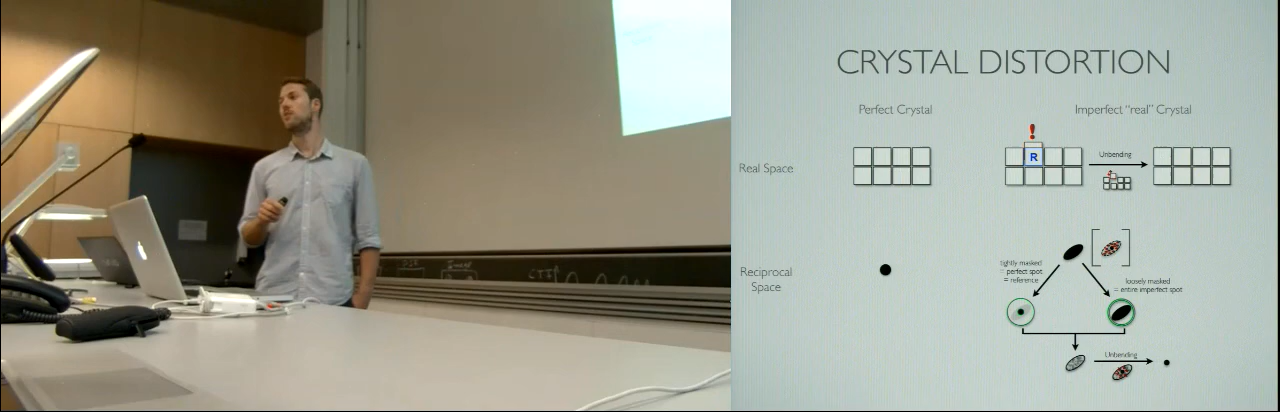 CRYSTAL DISTORTION
Perfect Crystal
Imperfect "real" Crystal
!
Real Space
R
Unbending
Reciprocal
Space
tightly masked
= perfect spot
= reference
loosely masked
= entire imperfect spot
Unbending